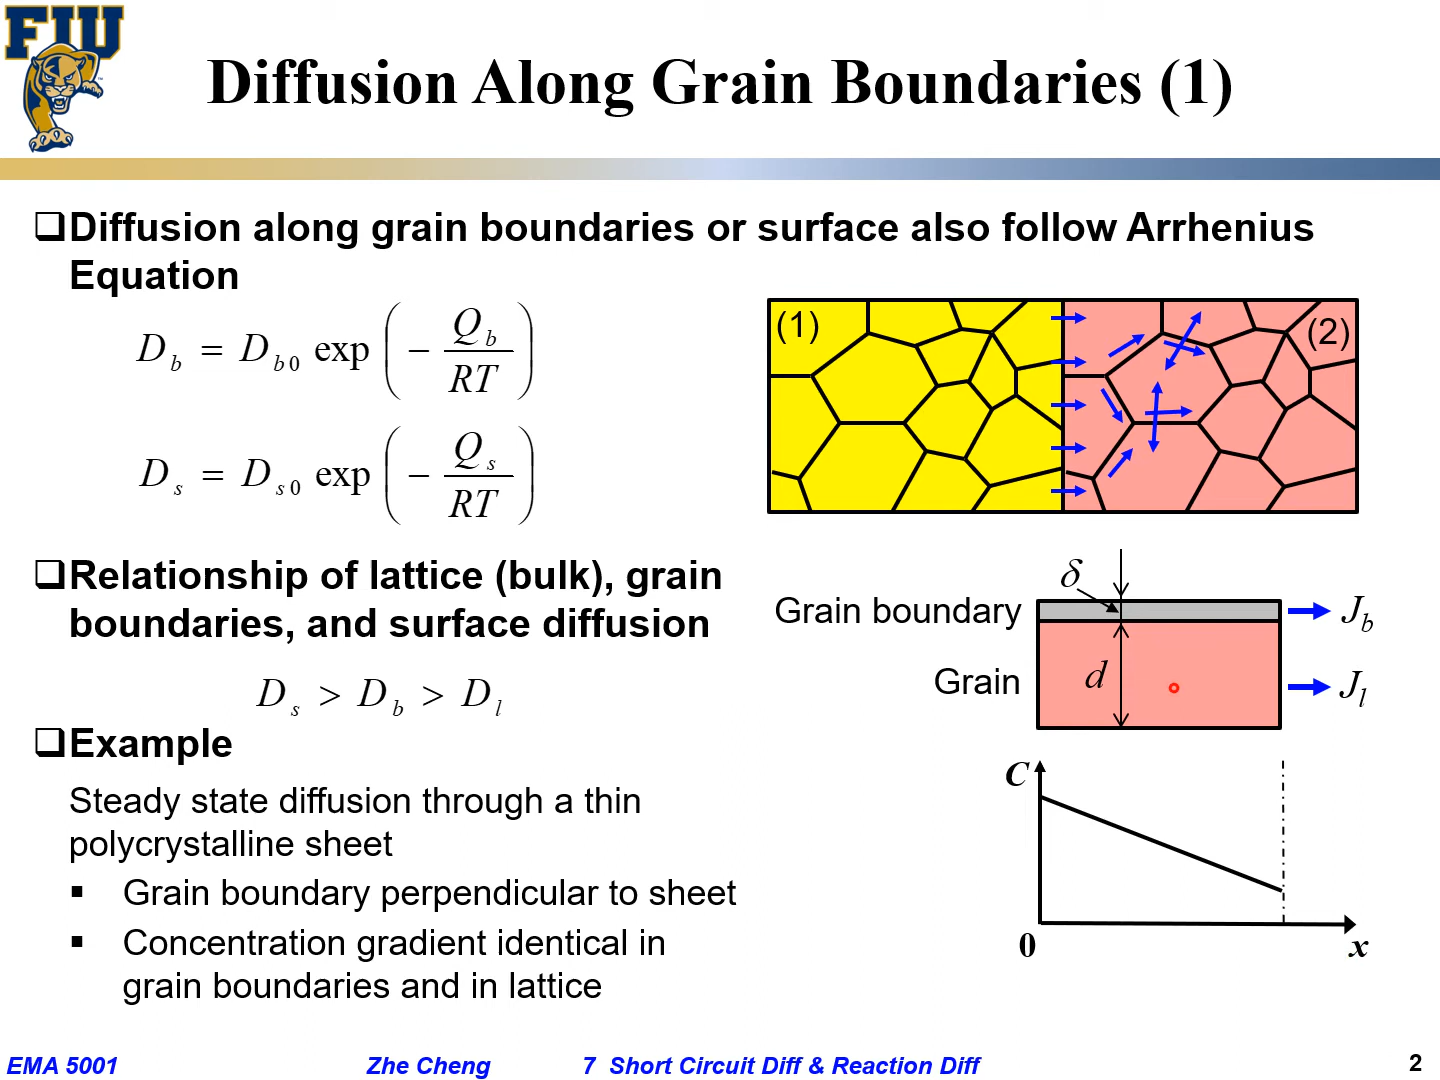 FIU
Diffusion Along Grain Boundaries (1)
❑Diffusion along grain boundaries or surface also follow Arrhenius
Equation
D_b = D_b0 exp(−Q_b/RT)
D_s = D_s0 exp(−Q_s/RT)
(1)
(2)
❑Relationship of lattice (bulk), grain
boundaries, and surface diffusion
D_s > D_b > D_l
δ
Grain boundary
J_b
Grain
d
J_l
❑Example
Steady state diffusion through a thin
polycrystalline sheet
▪ Grain boundary perpendicular to sheet
▪ Concentration gradient identical in
grain boundaries and in lattice
C
0
x
EMA 5001 Zhe Cheng 7 Short Circuit Diff & Reaction Diff 2